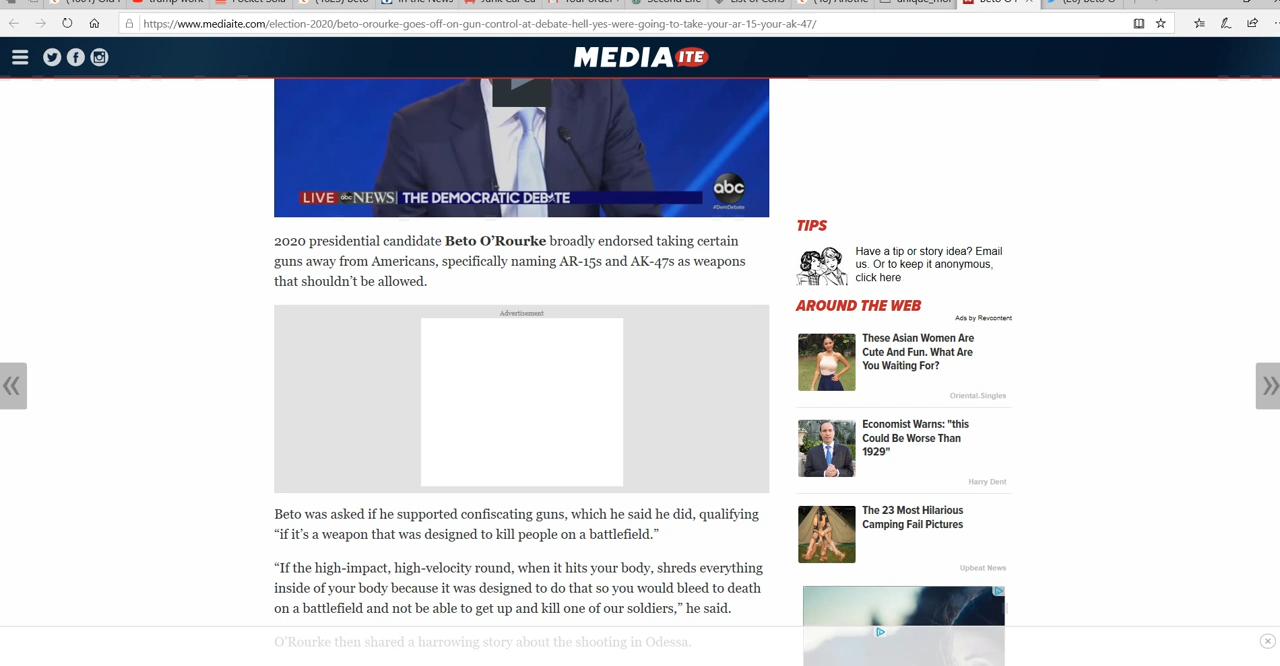 https://www.mediaite.com/election-2020/beto-orourke-goes-off-on-gun-control-at-debate-hell-yes-were-going-to-take-your-ar-15-your-ak-47/
MEDIA ITE
LIVE abc NEWS THE DEMOCRATIC DEBATE
abc
#DemDebate
2020 presidential candidate Beto O’Rourke broadly endorsed taking certain
guns away from Americans, specifically naming AR-15s and AK-47s as weapons
that shouldn’t be allowed.
Advertisement
Beto was asked if he supported confiscating guns, which he said he did, qualifying
“if it’s a weapon that was designed to kill people on a battlefield.”
“If the high-impact, high-velocity round, when it hits your body, shreds everything
inside of your body because it was designed to do that so you would bleed to death
on a battlefield and not be able to get up and kill one of our soldiers,” he said.
O’Rourke then shared a harrowing story about the shooting in Odessa.
TIPS
Have a tip or story idea? Email
us. Or to keep it anonymous,
click here
AROUND THE WEB
Ads by Revcontent
These Asian Women Are
Cute And Fun. What Are
You Waiting For?
Oriental.Singles
Economist Warns: "this
Could Be Worse Than
1929"
Harry Dent
The 23 Most Hilarious
Camping Fail Pictures
Upbeat News